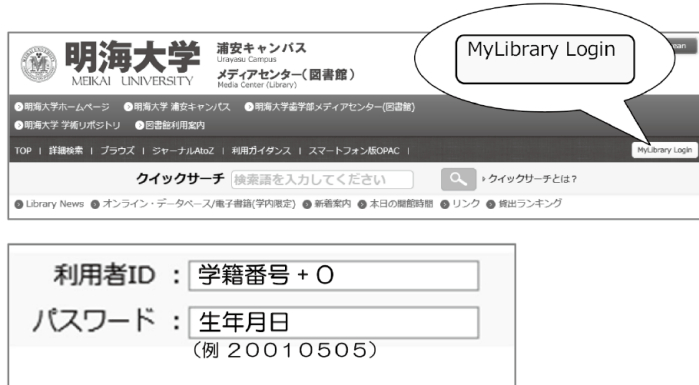 MyLibrary Login
明海大学
MEIKAI UNIVERSITY
浦安キャンパス
Urayasu Campus
メディアセンター(図書館)
Media Center (Library)
明海大学ホームページ 明海大学 浦安キャンパス 明海大学歯学部メディアセンター(図書館)
明海大学 学術リポジトリ 図書館利用案内
TOP | 詳細検索 | ブラウズ | ジャーナルAtoZ | 利用ガイダンス | スマートフォン版OPAC |
MyLibrary Login
クイックサーチ 検索語を入力してください クイックサーチとは?
Library News オンライン・データベース/電子書籍(学内限定) 新着案内 本日の開館時間 リンク 貸出ランキング
利用者ID : 学籍番号 + 0
パスワード : 生年月日
(例 20010505)